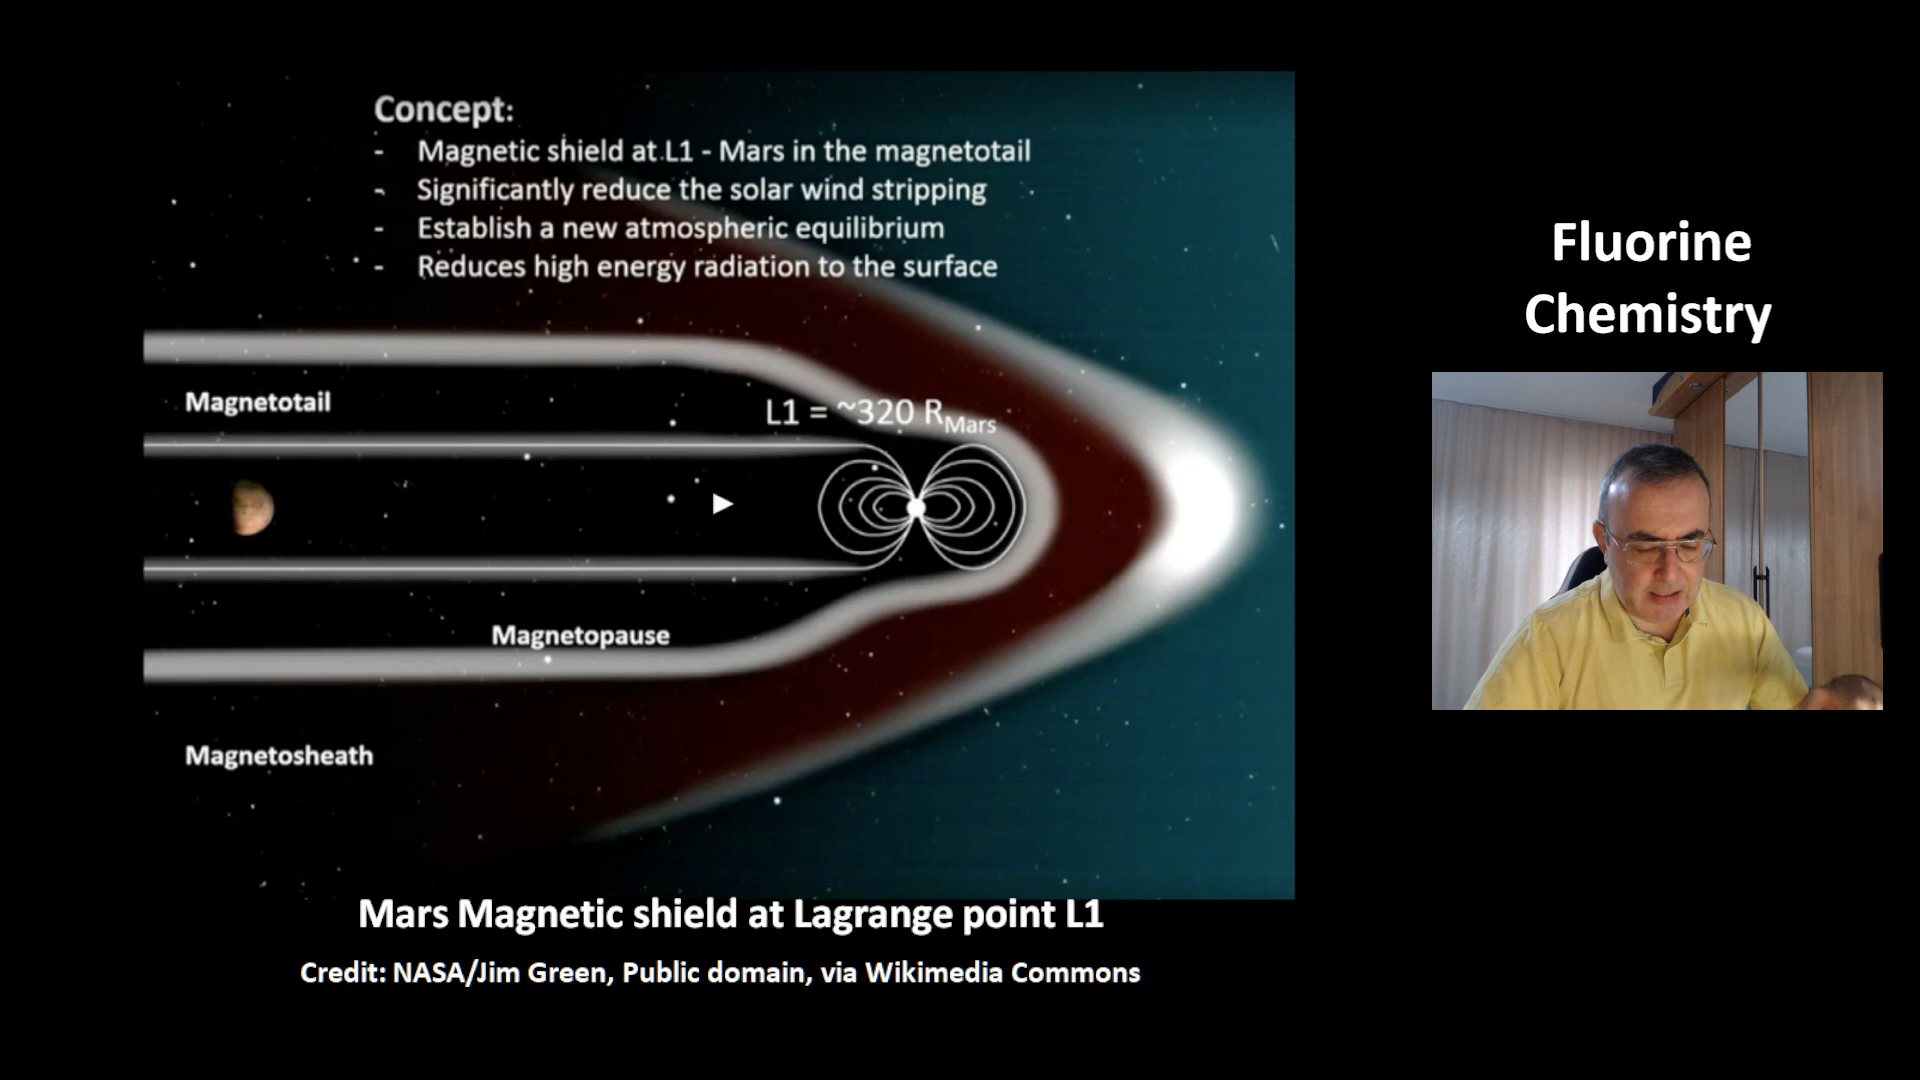 Concept:
- Magnetic shield at L1 - Mars in the magnetotail
- Significantly reduce the solar wind stripping
- Establish a new atmospheric equilibrium
- Reduces high energy radiation to the surface
Magnetotail
L1 = ~320 RMars
Magnetopause
Magnetosheath
Mars Magnetic shield at Lagrange point L1
Credit: NASA/Jim Green, Public domain, via Wikimedia Commons
Fluorine
Chemistry